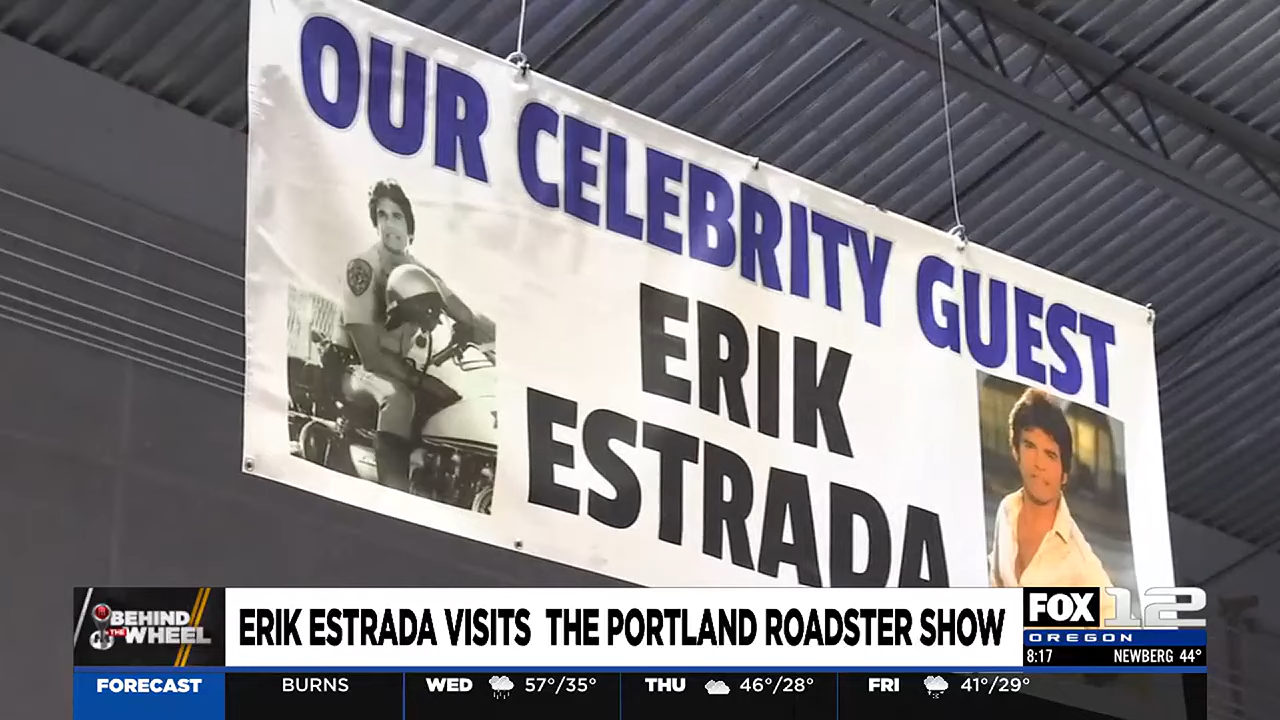 OUR CELEBRITY GUEST
ERIK
ESTRADA
BEHIND
THE WHEEL
ERIK ESTRADA VISITS THE PORTLAND ROADSTER SHOW
FOX 12
OREGON
8:17 NEWBERG 44°
FORECAST BURNS WED 57°/35° THU 46°/28° FRI 41°/29°